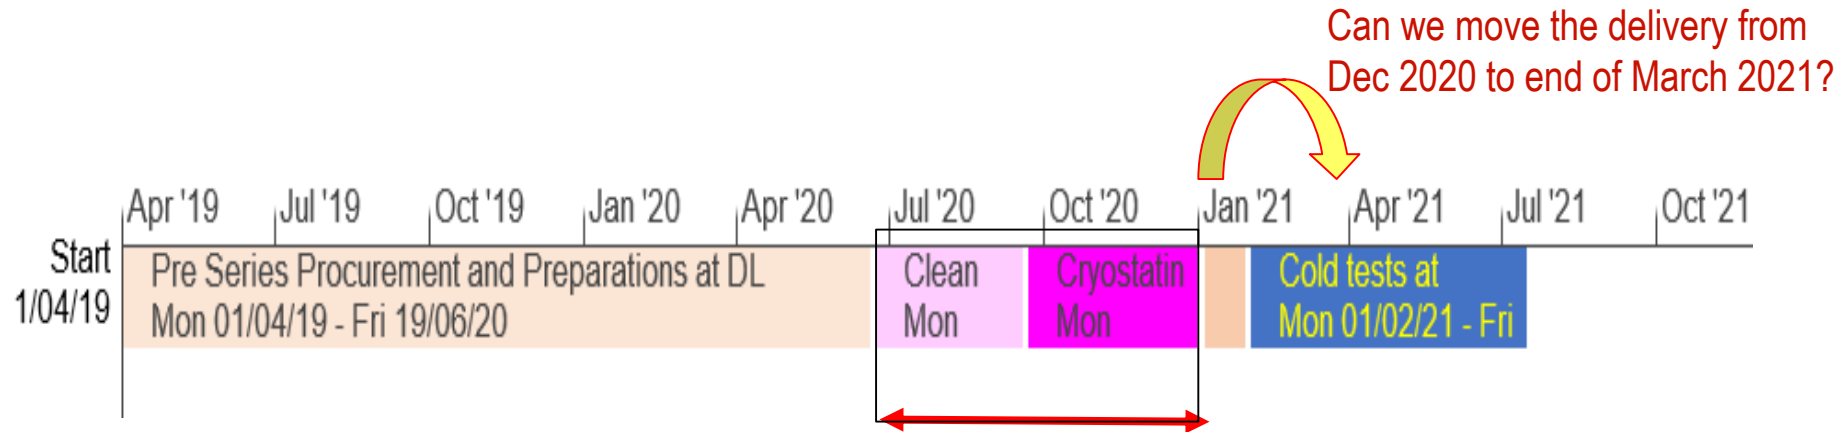 Can we move the delivery from
Dec 2020 to end of March 2021?
Apr '19 Jul '19 Oct '19 Jan '20 Apr '20 Jul '20 Oct '20 Jan '21 Apr '21 Jul '21 Oct '21
Start
1/04/19
Pre Series Procurement and Preparations at DL
Mon 01/04/19 - Fri 19/06/20
Clean
Mon
Cryostatin
Mon
Cold tests at
Mon 01/02/21 - Fri